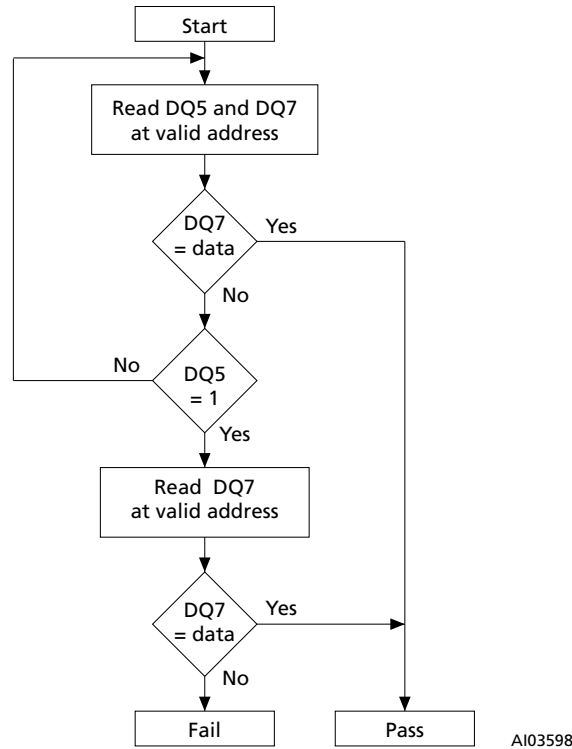 Start
Read DQ5 and DQ7
at valid address
DQ7
= data
Yes
No
DQ5
= 1
No
Yes
Read DQ7
at valid address
DQ7
= data
Yes
No
Fail
Pass
AI03598